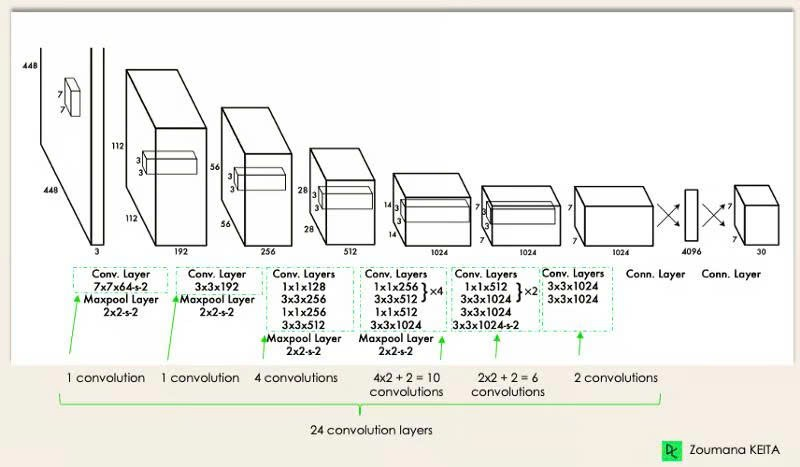 448
7
7
448
3
112
3
3
112
192
56
3
3
56
256
28
3
3
28
512
14
3
3
14
1024
7
3
3
7
1024
7
7
1024
4096
7
7
30
Conv. Layer
7x7x64-s-2
Maxpool Layer
2x2-s-2
Conv. Layer
3x3x192
Maxpool Layer
2x2-s-2
Conv. Layers
1x1x128
3x3x256
1x1x256
3x3x512
Maxpool Layer
2x2-s-2
Conv. Layers
1x1x256
3x3x512
}×4
1x1x512
3x3x1024
Maxpool Layer
2x2-s-2
Conv. Layers
1x1x512
3x3x1024
}×2
3x3x1024
3x3x1024-s-2
Conv. Layers
3x3x1024
3x3x1024
Conn. Layer
Conn. Layer
1 convolution
1 convolution
4 convolutions
4x2 + 2 = 10
convolutions
2x2 + 2 = 6
convolutions
2 convolutions
24 convolution layers
Zoumana KEITA